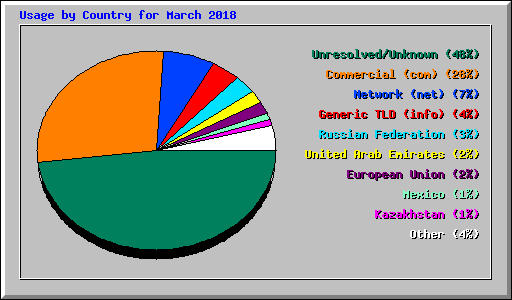 Usage by Country for March 2018
Unresolved/Unknown (48%)
Commercial (com) (28%)
Network (net) (7%)
Generic TLD (info) (4%)
Russian Federation (3%)
United Arab Emirates (2%)
European Union (2%)
Mexico (1%)
Kazakhstan (1%)
Other (4%)